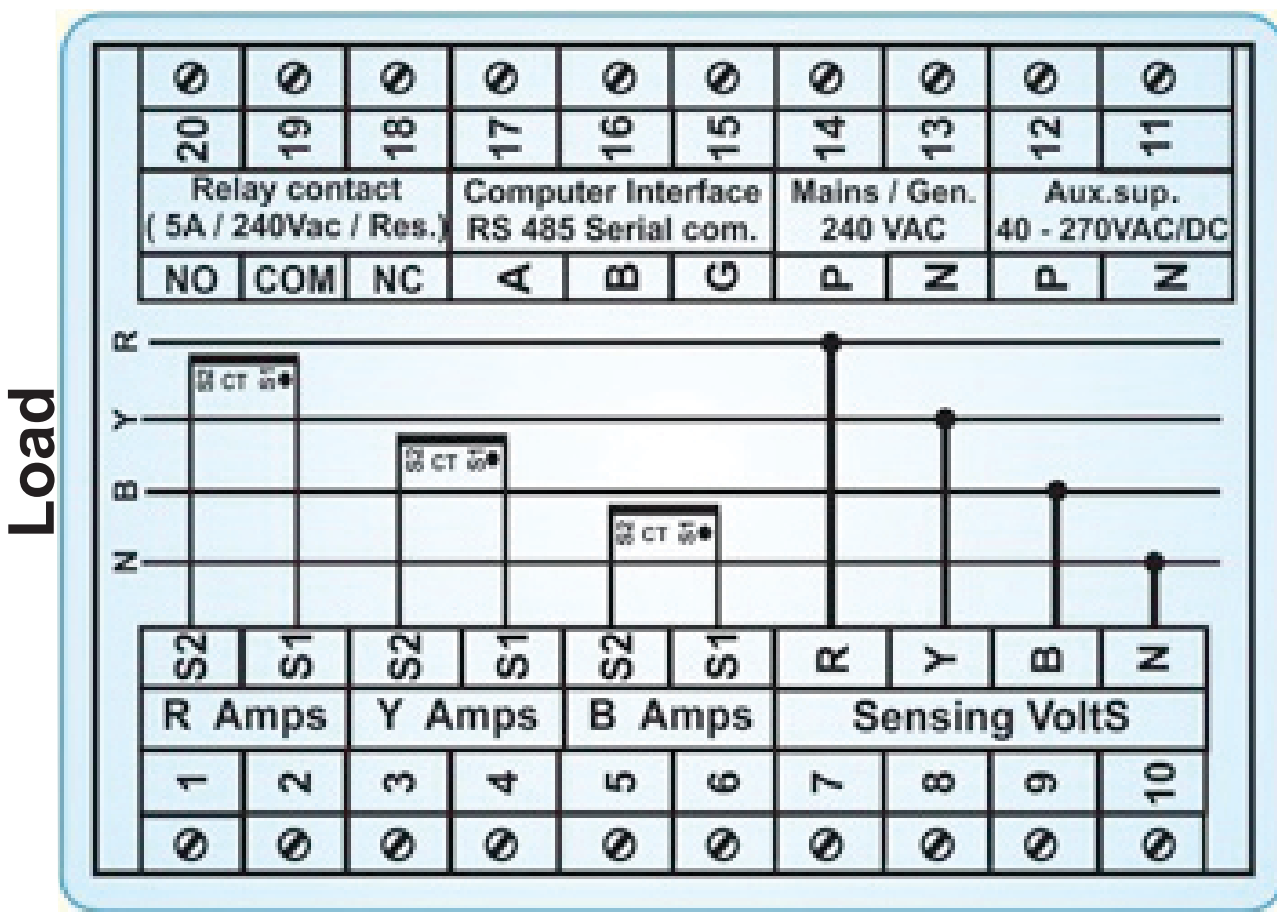 20 19 18 17 16 15 14 13 12 11
Relay contact
( 5A / 240Vac / Res.)
Computer Interface
RS 485 Serial com.
Mains / Gen.
240 VAC
Aux.sup.
40 - 270VAC/DC
NO COM NC A B G P N P N
Load
R
S2 CT S1
Y
S2 CT S1
B
S2 CT S1
N
S2 S1 S2 S1 S2 S1 R Y B N
R Amps Y Amps B Amps Sensing VoltS
1 2 3 4 5 6 7 8 9 10